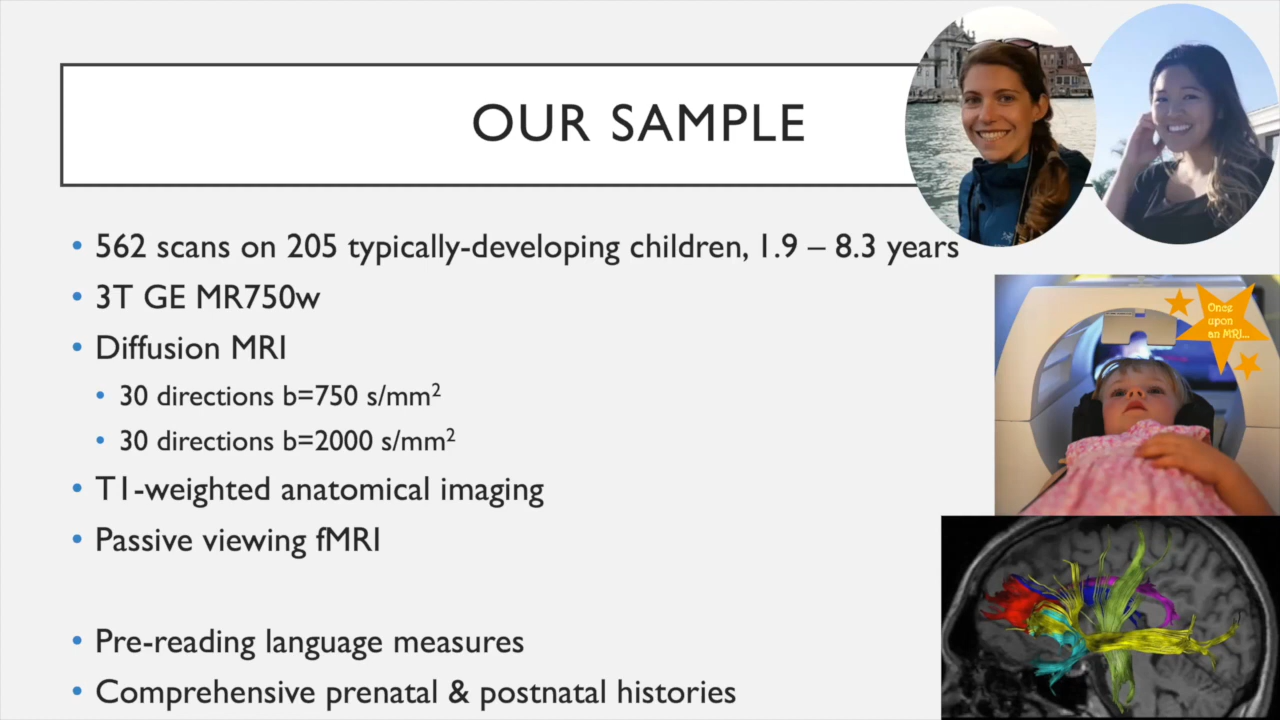 OUR SAMPLE
• 562 scans on 205 typically-developing children, 1.9 – 8.3 years
• 3T GE MR750w
• Diffusion MRI
• 30 directions b=750 s/mm²
• 30 directions b=2000 s/mm²
• T1-weighted anatomical imaging
• Passive viewing fMRI
• Pre-reading language measures
• Comprehensive prenatal & postnatal histories
Once
upon
an MRI...